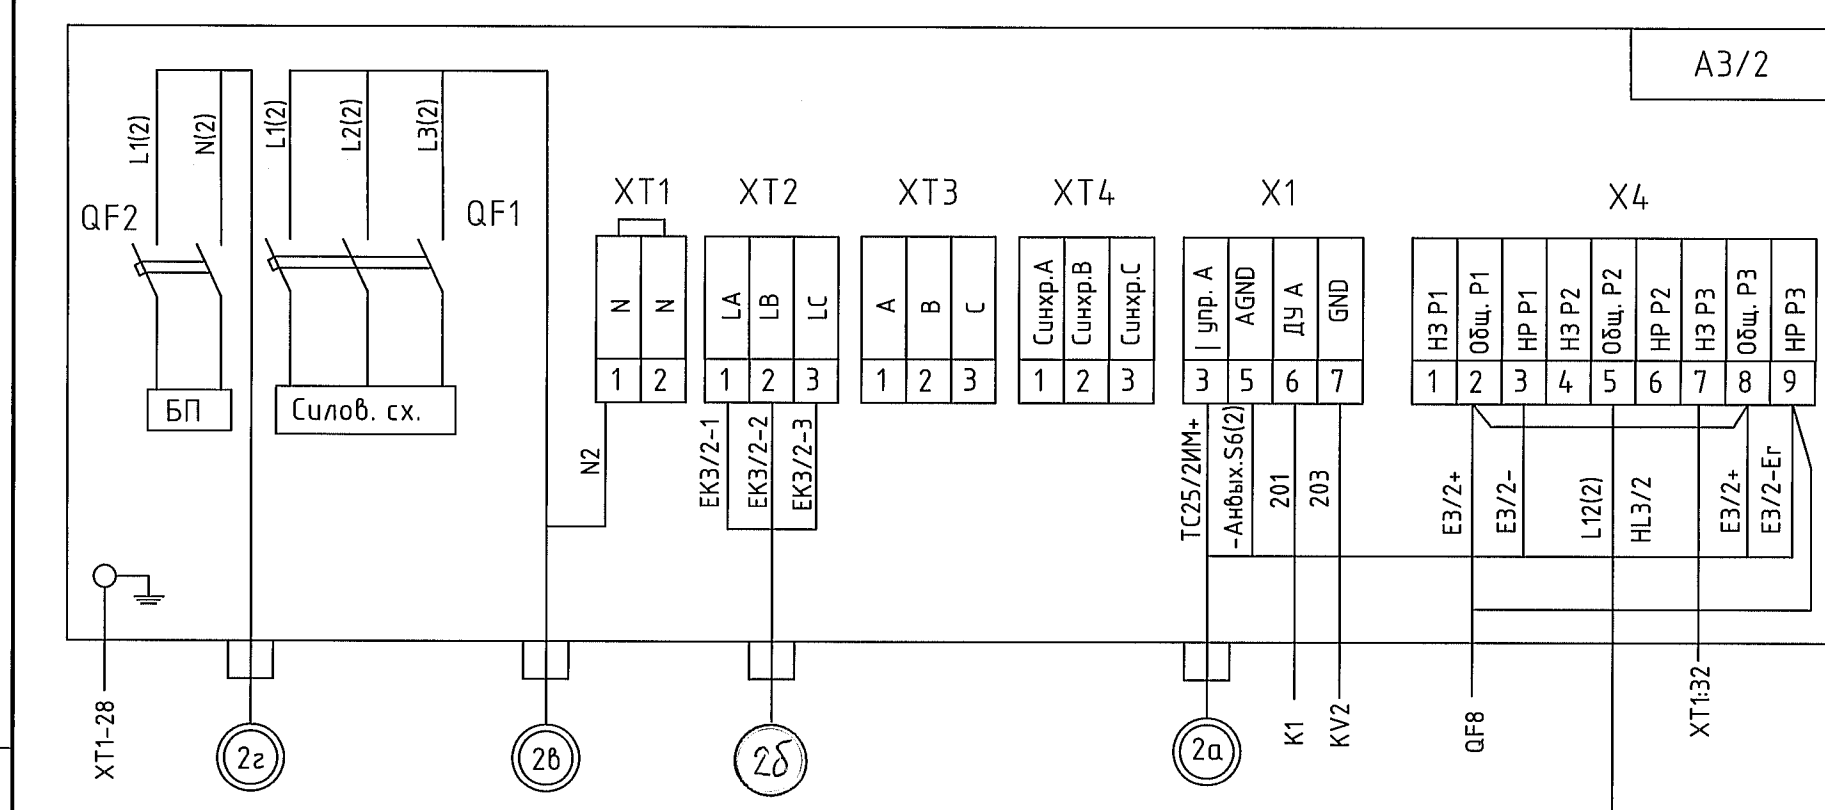 А3/2
L1(2)
N(2)
L1(2)
L2(2)
L3(2)
QF2
QF1
XT1
XT2
XT3
XT4
X1
X4
N
N
LA
LB
LC
A
B
C
Синхр.A
Синхр.B
Синхр.C
| упр. А
AGND
ДУ А
GND
НЗ Р1
Общ. Р1
НР Р1
НЗ Р2
Общ. Р2
НР Р2
НЗ Р3
Общ. Р3
НР Р3
1 2
1 2 3
1 2 3
1 2 3
3 5 6 7
1 2 3 4 5 6 7 8 9
БП
Силов. сх.
N2
ЕК3/2-1
ЕК3/2-2
ЕК3/2-3
ТС25/2ИМ+
-Анвых.S6(2)
201
203
Е3/2+
Е3/2-
L12(2)
HL3/2
Е3/2+
Е3/2-Ег
XT1-28
2г
2в
2б
2а
K1
KV2
QF8
XT1:32